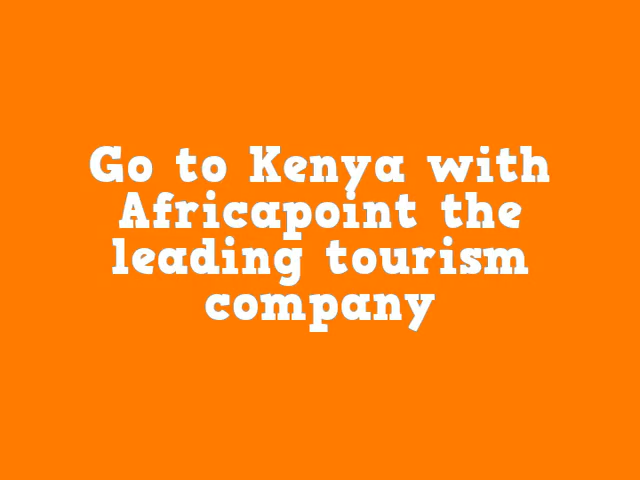 Go to Kenya with
Africapoint the
leading tourism
company